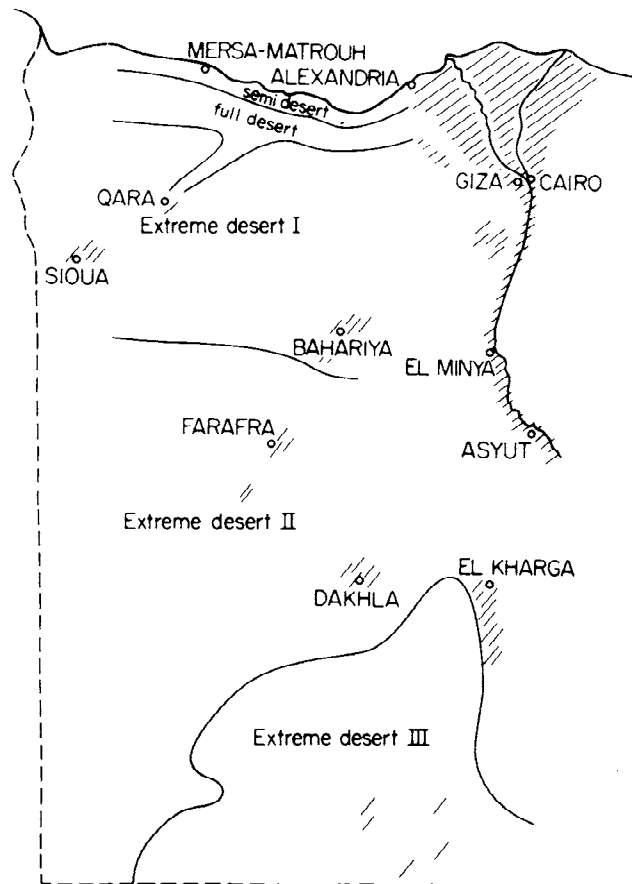 MERSA-MATROUH
ALEXANDRIA
semi desert
full desert
GIZA
CAIRO
QARA
Extreme desert I
SIOUA
BAHARIYA
EL MINYA
FARAFRA
ASYUT
Extreme desert II
EL KHARGA
DAKHLA
Extreme desert III